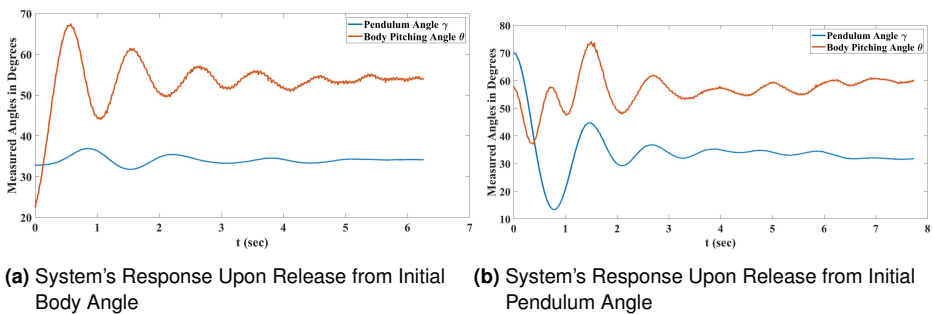 70
60
50
40
30
20
0
1
2
3
4
5
6
7
Measured Angles in Degrees
t (sec)
Pendulum Angle γ
Body Pitching Angle θ
80
70
60
50
40
30
20
10
0
1
2
3
4
5
6
7
8
Measured Angles in Degrees
t (sec)
Pendulum Angle γ
Body Pitching Angle θ
(a) System's Response Upon Release from Initial
Body Angle
(b) System's Response Upon Release from Initial
Pendulum Angle